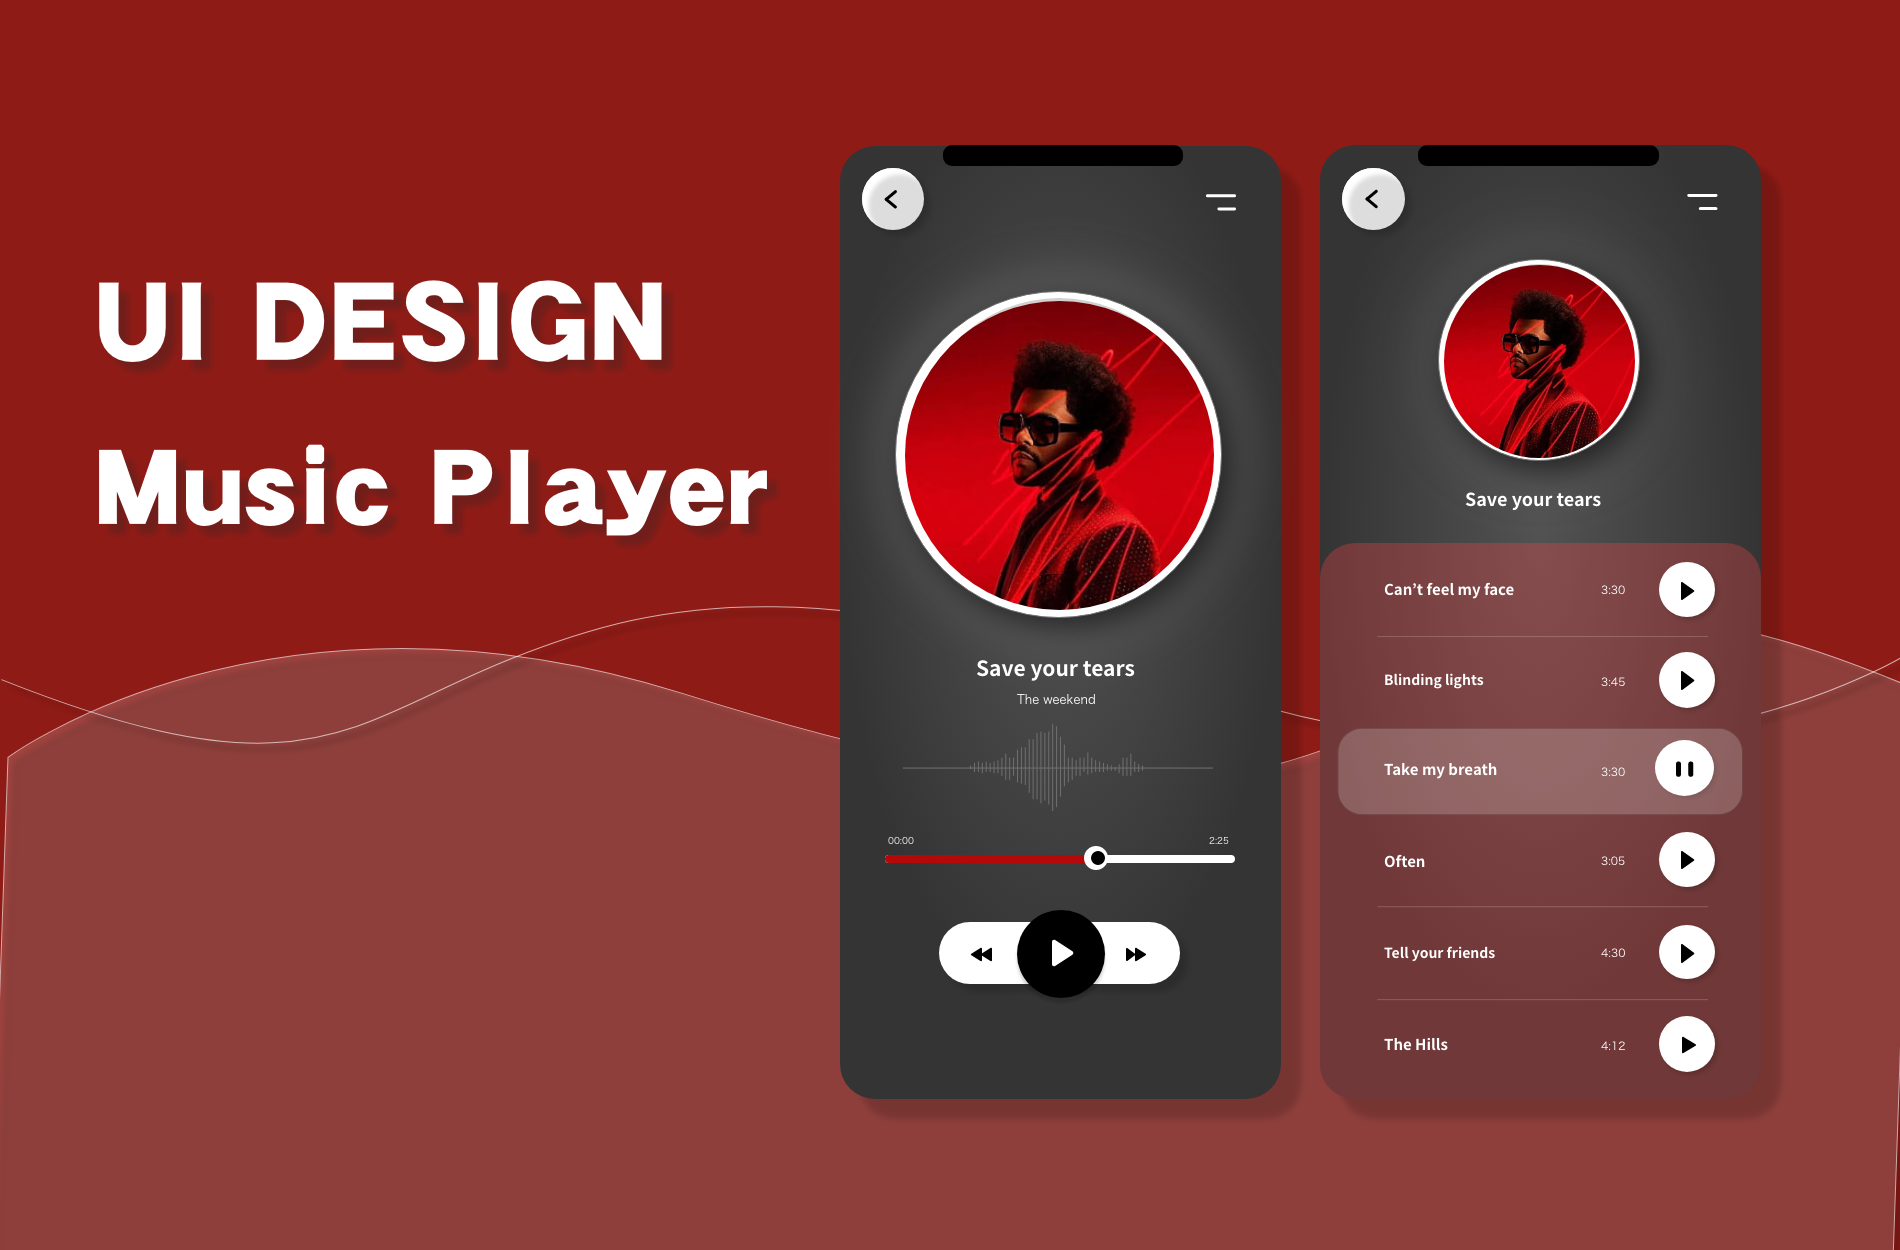 UI DESIGN
Music Player
Save your tears
The weekend
00:00 2:25
Save your tears
Can't feel my face 3:30
Blinding lights 3:45
Take my breath 3:30
Often 3:05
Tell your friends 4:30
The Hills 4:12